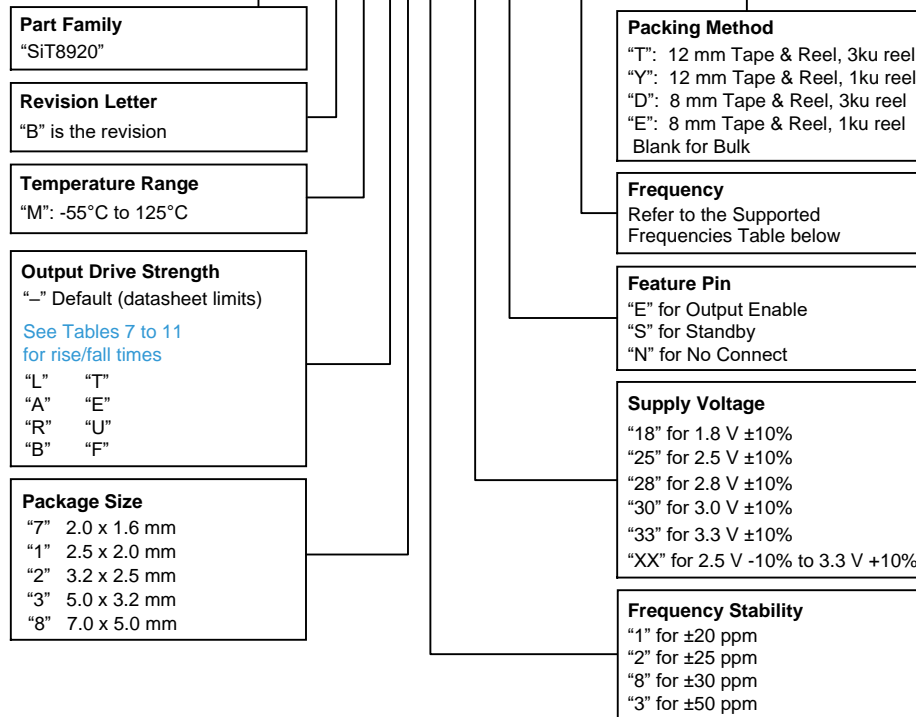 Part Family
“SiT8920”
Revision Letter
“B” is the revision
Temperature Range
“M”: -55°C to 125°C
Output Drive Strength
“–” Default (datasheet limits)
See Tables 7 to 11
for rise/fall times
“L” “T”
“A” “E”
“R” “U”
“B” “F”
Package Size
“7” 2.0 x 1.6 mm
“1” 2.5 x 2.0 mm
“2” 3.2 x 2.5 mm
“3” 5.0 x 3.2 mm
“8” 7.0 x 5.0 mm
Packing Method
“T”: 12 mm Tape & Reel, 3ku reel
“Y”: 12 mm Tape & Reel, 1ku reel
“D”: 8 mm Tape & Reel, 3ku reel
“E”: 8 mm Tape & Reel, 1ku reel
Blank for Bulk
Frequency
Refer to the Supported
Frequencies Table below
Feature Pin
“E” for Output Enable
“S” for Standby
“N” for No Connect
Supply Voltage
“18” for 1.8 V ±10%
“25” for 2.5 V ±10%
“28” for 2.8 V ±10%
“30” for 3.0 V ±10%
“33” for 3.3 V ±10%
“XX” for 2.5 V -10% to 3.3 V +10%
Frequency Stability
“1” for ±20 ppm
“2” for ±25 ppm
“8” for ±30 ppm
“3” for ±50 ppm